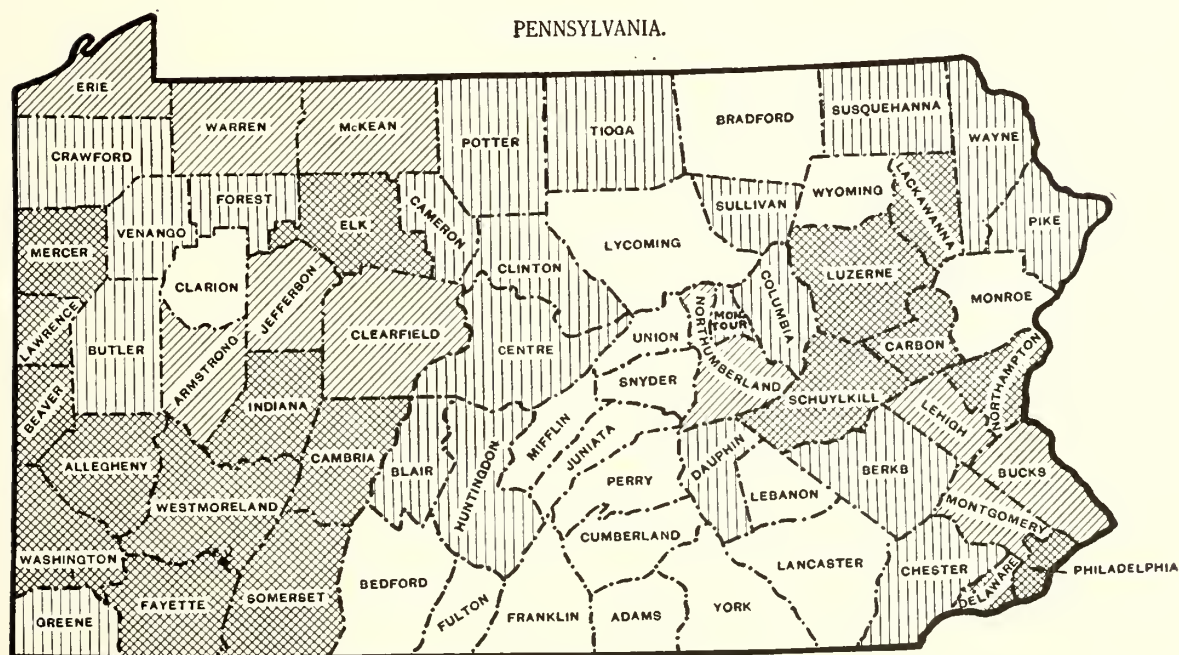 PENNSYLVANIA.
ERIE
WARREN
McKEAN
POTTER
TIOGA
BRADFORD
SUSQUEHANNA
WAYNE
CRAWFORD
FOREST
VENANGO
ELK
CAMERON
SULLIVAN
WYOMING
LACKAWANNA
PIKE
MERCER
CLARION
JEFFERSON
CLINTON
LYCOMING
COLUMBIA
LUZERNE
MONROE
LAWRENCE
BUTLER
ARMSTRONG
CLEARFIELD
CENTRE
UNION
NORTHUMBERLAND
MON-
TOUR
CARBON
BEAVER
INDIANA
SNYDER
SCHUYLKILL
LEHIGH
NORTHAMPTON
ALLEGHENY
CAMBRIA
BLAIR
HUNTINGDON
MIFFLIN
JUNIATA
DAUPHIN
BERKB
BUCKS
WESTMORELAND
PERRY
LEBANON
MONTGOMERY
WASHINGTON
CUMBERLAND
LANCASTER
CHESTER
DELAWARE
PHILADELPHIA
BEDFORD
GREENE
FAYETTE
SOMERSET
FULTON
FRANKLIN
ADAMS
YORK